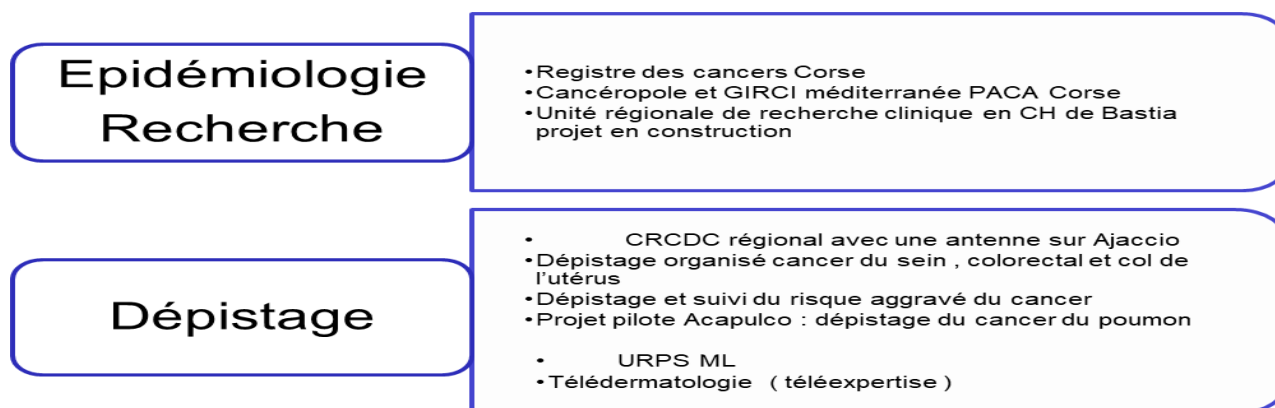 Epidémiologie
Recherche
•Registre des cancers Corse
•Cancéropole et GIRCI méditerranée PACA Corse
•Unité régionale de recherche clinique en CH de Bastia
projet en construction
Dépistage
• CRCDC régional avec une antenne sur Ajaccio
•Dépistage organisé cancer du sein , colorectal et col de
l'utérus
•Dépistage et suivi du risque aggravé du cancer
•Projet pilote Acapulco : dépistage du cancer du poumon
• URPS ML
•Télédermatologie ( téléexpertise )